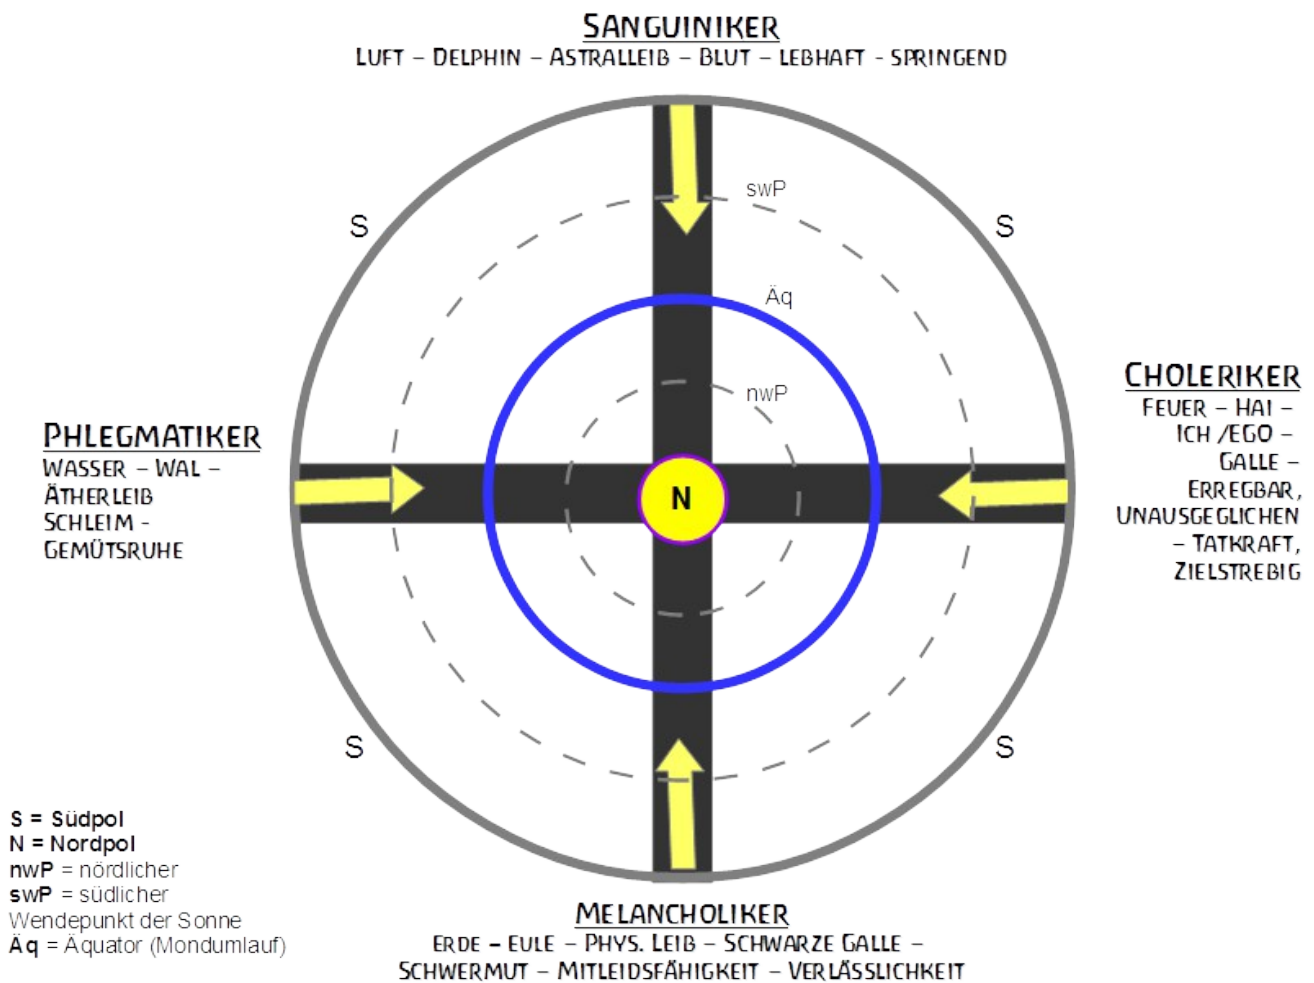 SANGUINIKER
LUFT – DELPHIN – ASTRALLEIB – BLUT – LEBHAFT - SPRINGEND
swP
S
S
Äq
CHOLERIKER
FEUER – HAI –
ICH /EGO –
GALLE –
ERREGBAR,
UNAUSGEGLICHEN
– TATKRAFT,
ZIELSTREBIG
nwP
PHLEGMATIKER
WASSER – WAL –
ÄTHERLEIB
SCHLEIM -
GEMÜTSRUHE
N
S
S
S = Südpol
N = Nordpol
nwP = nördlicher
swP = südlicher
Wendepunkt der Sonne
Äq = Äquator (Mondumlauf)
MELANCHOLIKER
ERDE – EULE – PHYS. LEIB – SCHWARZE GALLE –
SCHWERMUT – MITLEIDSFÄHIGKEIT – VERLÄSSLICHKEIT